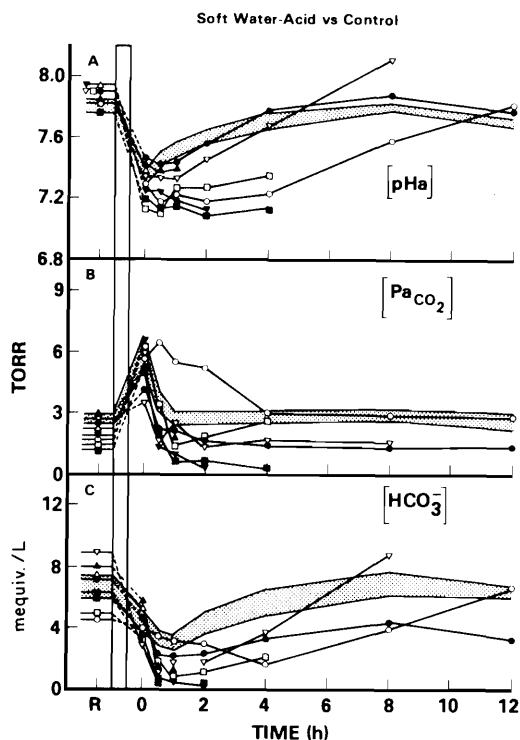 Soft Water-Acid vs Control
A
8.0
7.6
7.2
6.8
[pHa]
B
9
6
3
0
TORR
[PaCO2]
C
12
8
4
0
mequiv./L
[HCO3−]
R 0 2 4 6 8 10 12
TIME (h)